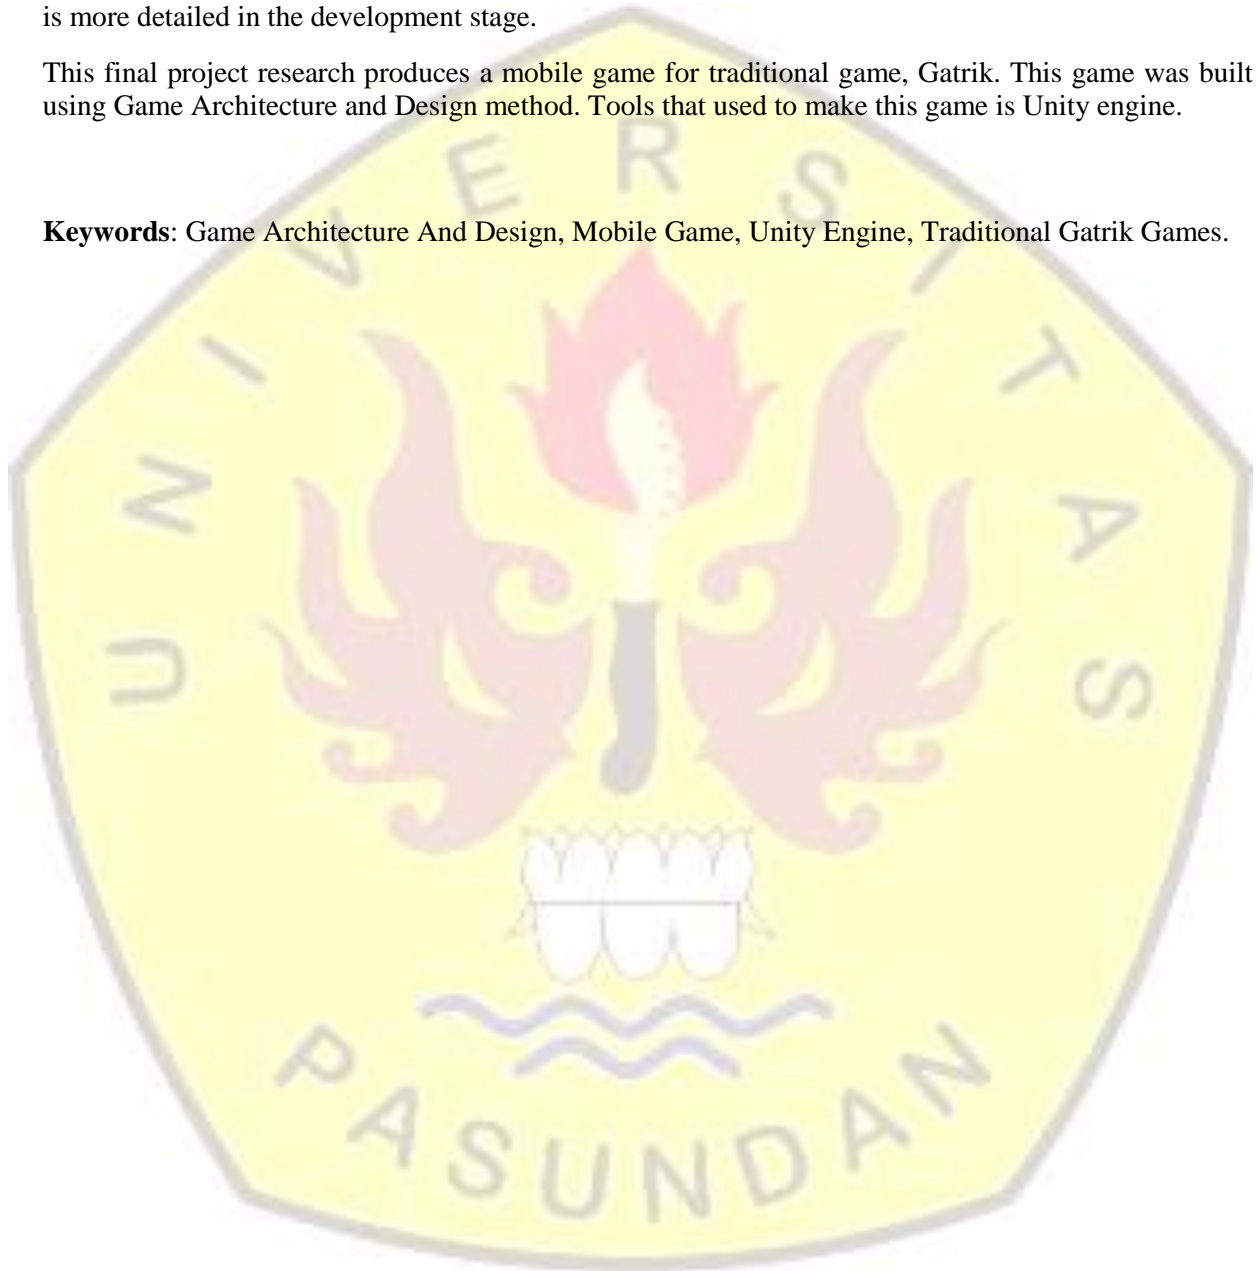 is more detailed in the development stage.
This final project research produces a mobile game for traditional game, Gatrik. This game was built
using Game Architecture and Design method. Tools that used to make this game is Unity engine.
Keywords: Game Architecture And Design, Mobile Game, Unity Engine, Traditional Gatrik Games.
UNIVERSITAS
PASUNDAN